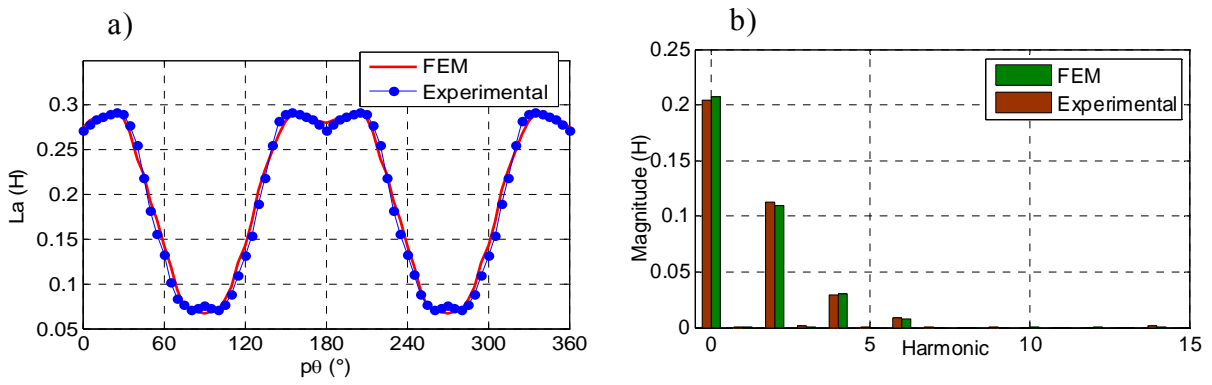 a)
FEM
Experimental
0.3
0.25
0.2
0.15
0.1
0.05
La (H)
0 60 120 180 240 300 360
pθ (°)
b)
FEM
Experimental
0.25
0.2
0.15
0.1
0.05
0
Magnitude (H)
0 5 10 15
Harmonic